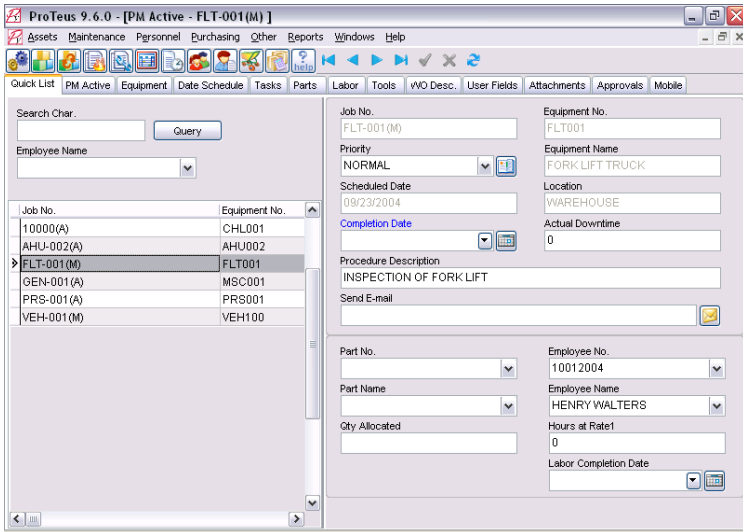 ProTeus 9.6.0 - [PM Active - FLT-001(M) ]
Assets Maintenance Personnel Purchasing Other Reports Windows Help
help
Quick List PM Active Equipment Date Schedule Tasks Parts Labor Tools WO Desc. User Fields Attachments Approvals Mobile
Search Char.
Query
Employee Name
Job No. Equipment No.
10000(A) CHL001
AHU-002(A) AHU002
FLT-001(M) FLT001
GEN-001(A) MSC001
PRS-001(A) PRS001
VEH-001(M) VEH100
Job No. Equipment No.
FLT-001(M) FLT001
Priority Equipment Name
NORMAL FORK LIFT TRUCK
Scheduled Date Location
09/23/2004 WAREHOUSE
Completion Date Actual Downtime
0
Procedure Description
INSPECTION OF FORK LIFT
Send E-mail
Part No. Employee No.
10012004
Part Name Employee Name
HENRY WALTERS
Qty Allocated Hours at Rate1
0
Labor Completion Date